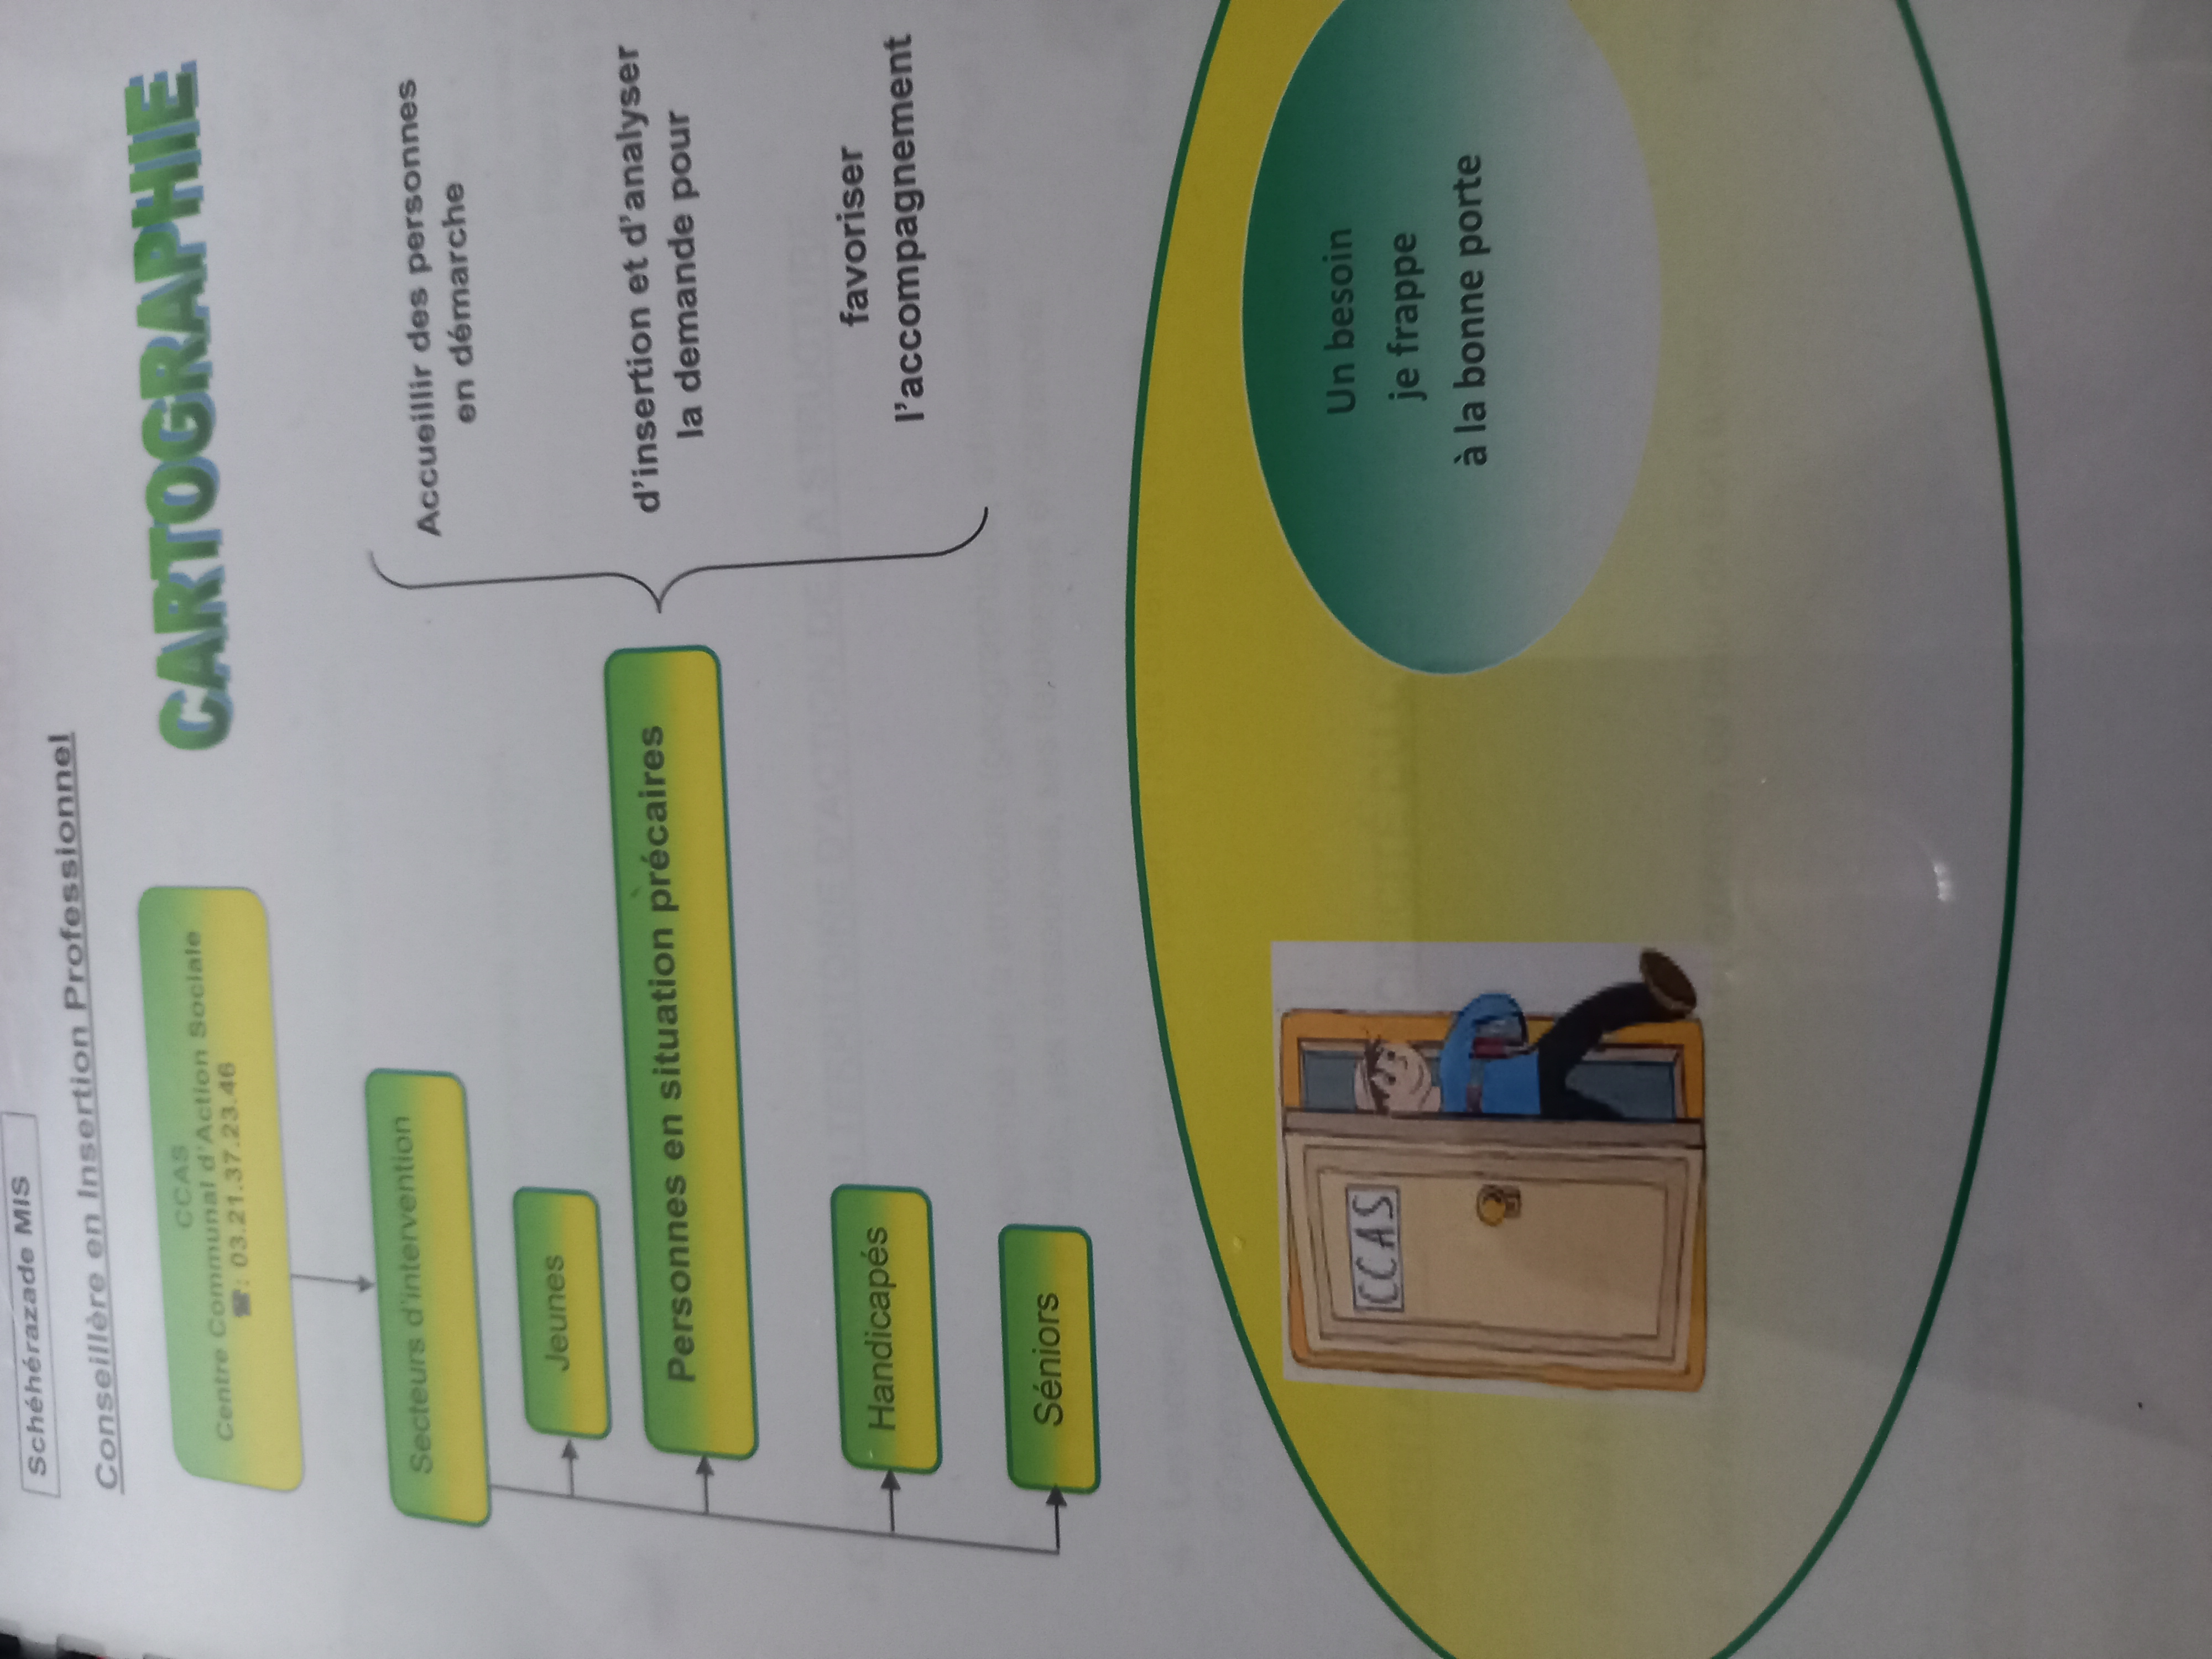 Schéhérazade MIS
Conseillère en Insertion Professionnel
CARTOGRAPHIE
CCAS
Centre Communal d'Action Sociale
☎: 03.21.37.23.46
Secteurs d'intervention
Jeunes
Personnes en situation précaires
Handicapés
Séniors
Accueillir des personnes
en démarche
d'insertion et d'analyser
la demande pour
favoriser
l'accompagnement
CCAS
Un besoin
je frappe
à la bonne porte